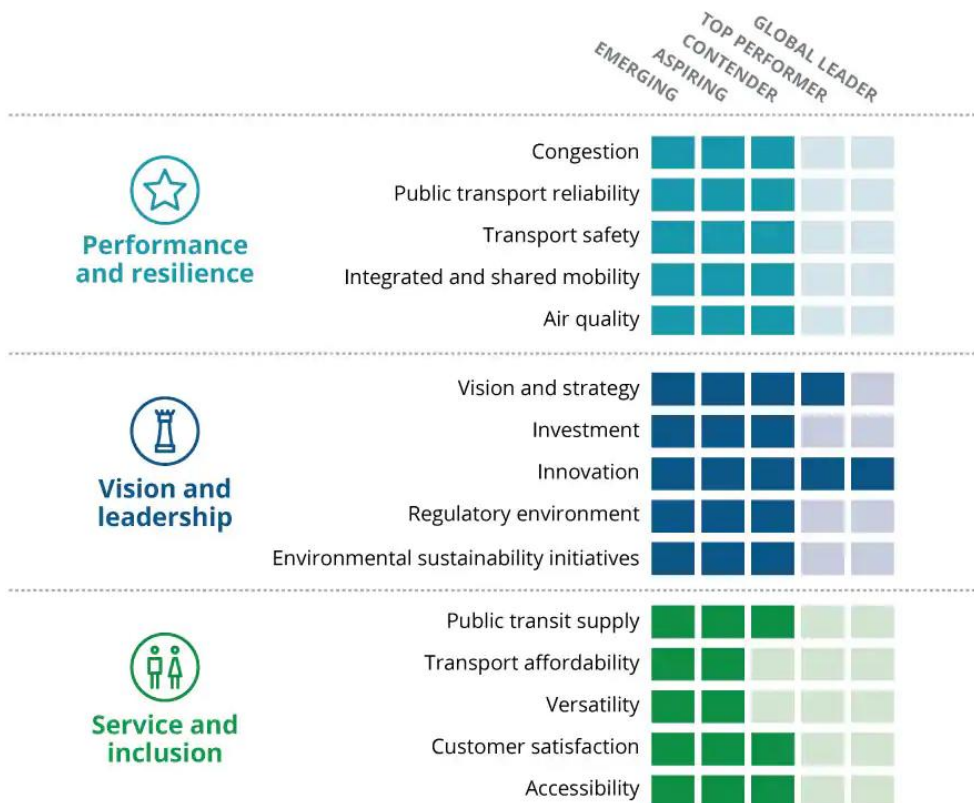 EMERGING
ASPIRING
CONTENDER
TOP PERFORMER
GLOBAL LEADER
Performance
and resilience
Congestion
Public transport reliability
Transport safety
Integrated and shared mobility
Air quality
Vision and
leadership
Vision and strategy
Investment
Innovation
Regulatory environment
Environmental sustainability initiatives
Service and
inclusion
Public transit supply
Transport affordability
Versatility
Customer satisfaction
Accessibility